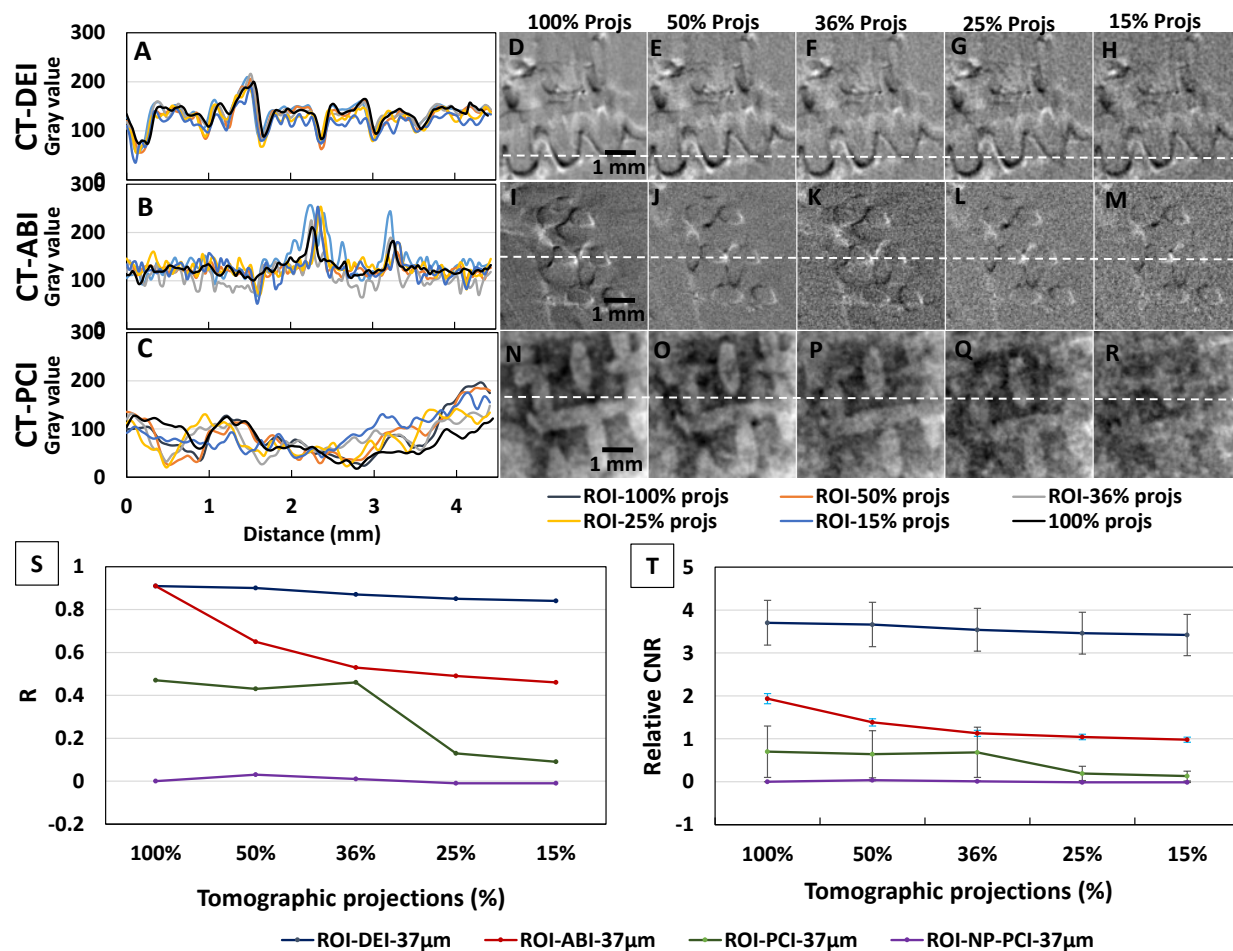 100% Projs 50% Projs 36% Projs 25% Projs 15% Projs
CT-DEI
Gray value
300
200
100
0
A
D E F G H
1 mm
CT-ABI
Gray value
300
200
100
0
B
I J K L M
1 mm
CT-PCI
Gray value
300
200
100
0
C
N O P Q R
1 mm
0 1 2 3 4
Distance (mm)
ROI-100% projs ROI-50% projs ROI-36% projs
ROI-25% projs ROI-15% projs 100% projs
S
R
1
0.8
0.6
0.4
0.2
0
-0.2
100% 50% 36% 25% 15%
Tomographic projections (%)
T
Relative CNR
5
4
3
2
1
0
-1
100% 50% 36% 25% 15%
Tomographic projections (%)
ROI-DEI-37µm ROI-ABI-37µm ROI-PCI-37µm ROI-NP-PCI-37µm